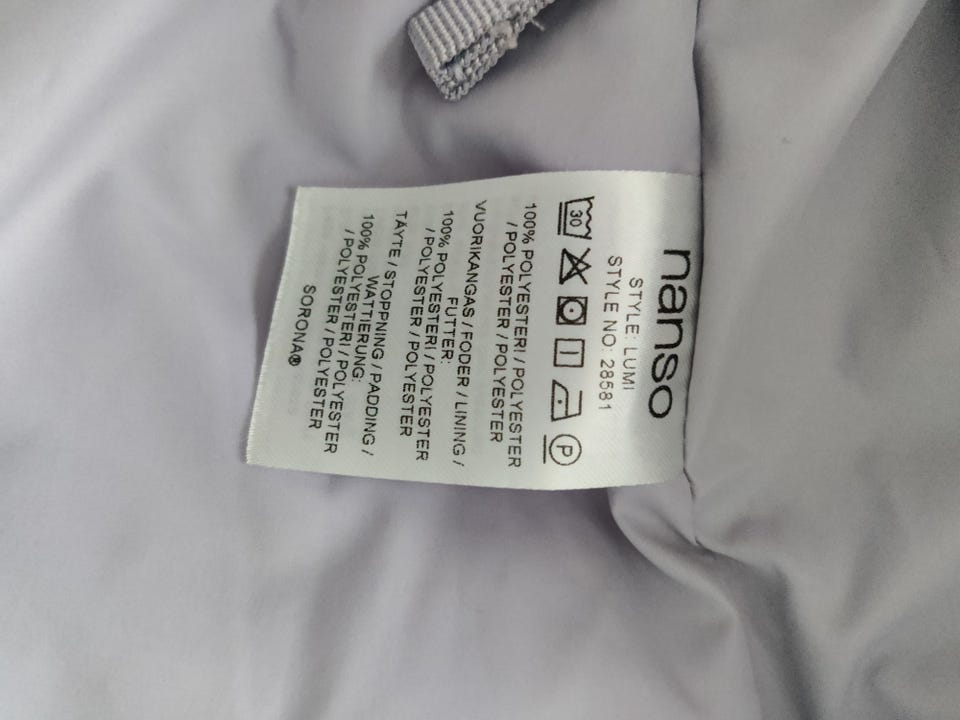 nanso
STYLE: LUMI
STYLE NO: 28581
30 P
100% POLYESTERI / POLYESTER
/ POLYESTER / POLYESTER
VUORIKANGAS / FODER / LINING /
FUTTER:
100% POLYESTERI / POLYESTER
/ POLYESTER / POLYESTER
TÄYTE / STOPPNING / PADDING /
WATTIERUNG:
100% POLYESTERI / POLYESTER
/ POLYESTER / POLYESTER
SORONA®